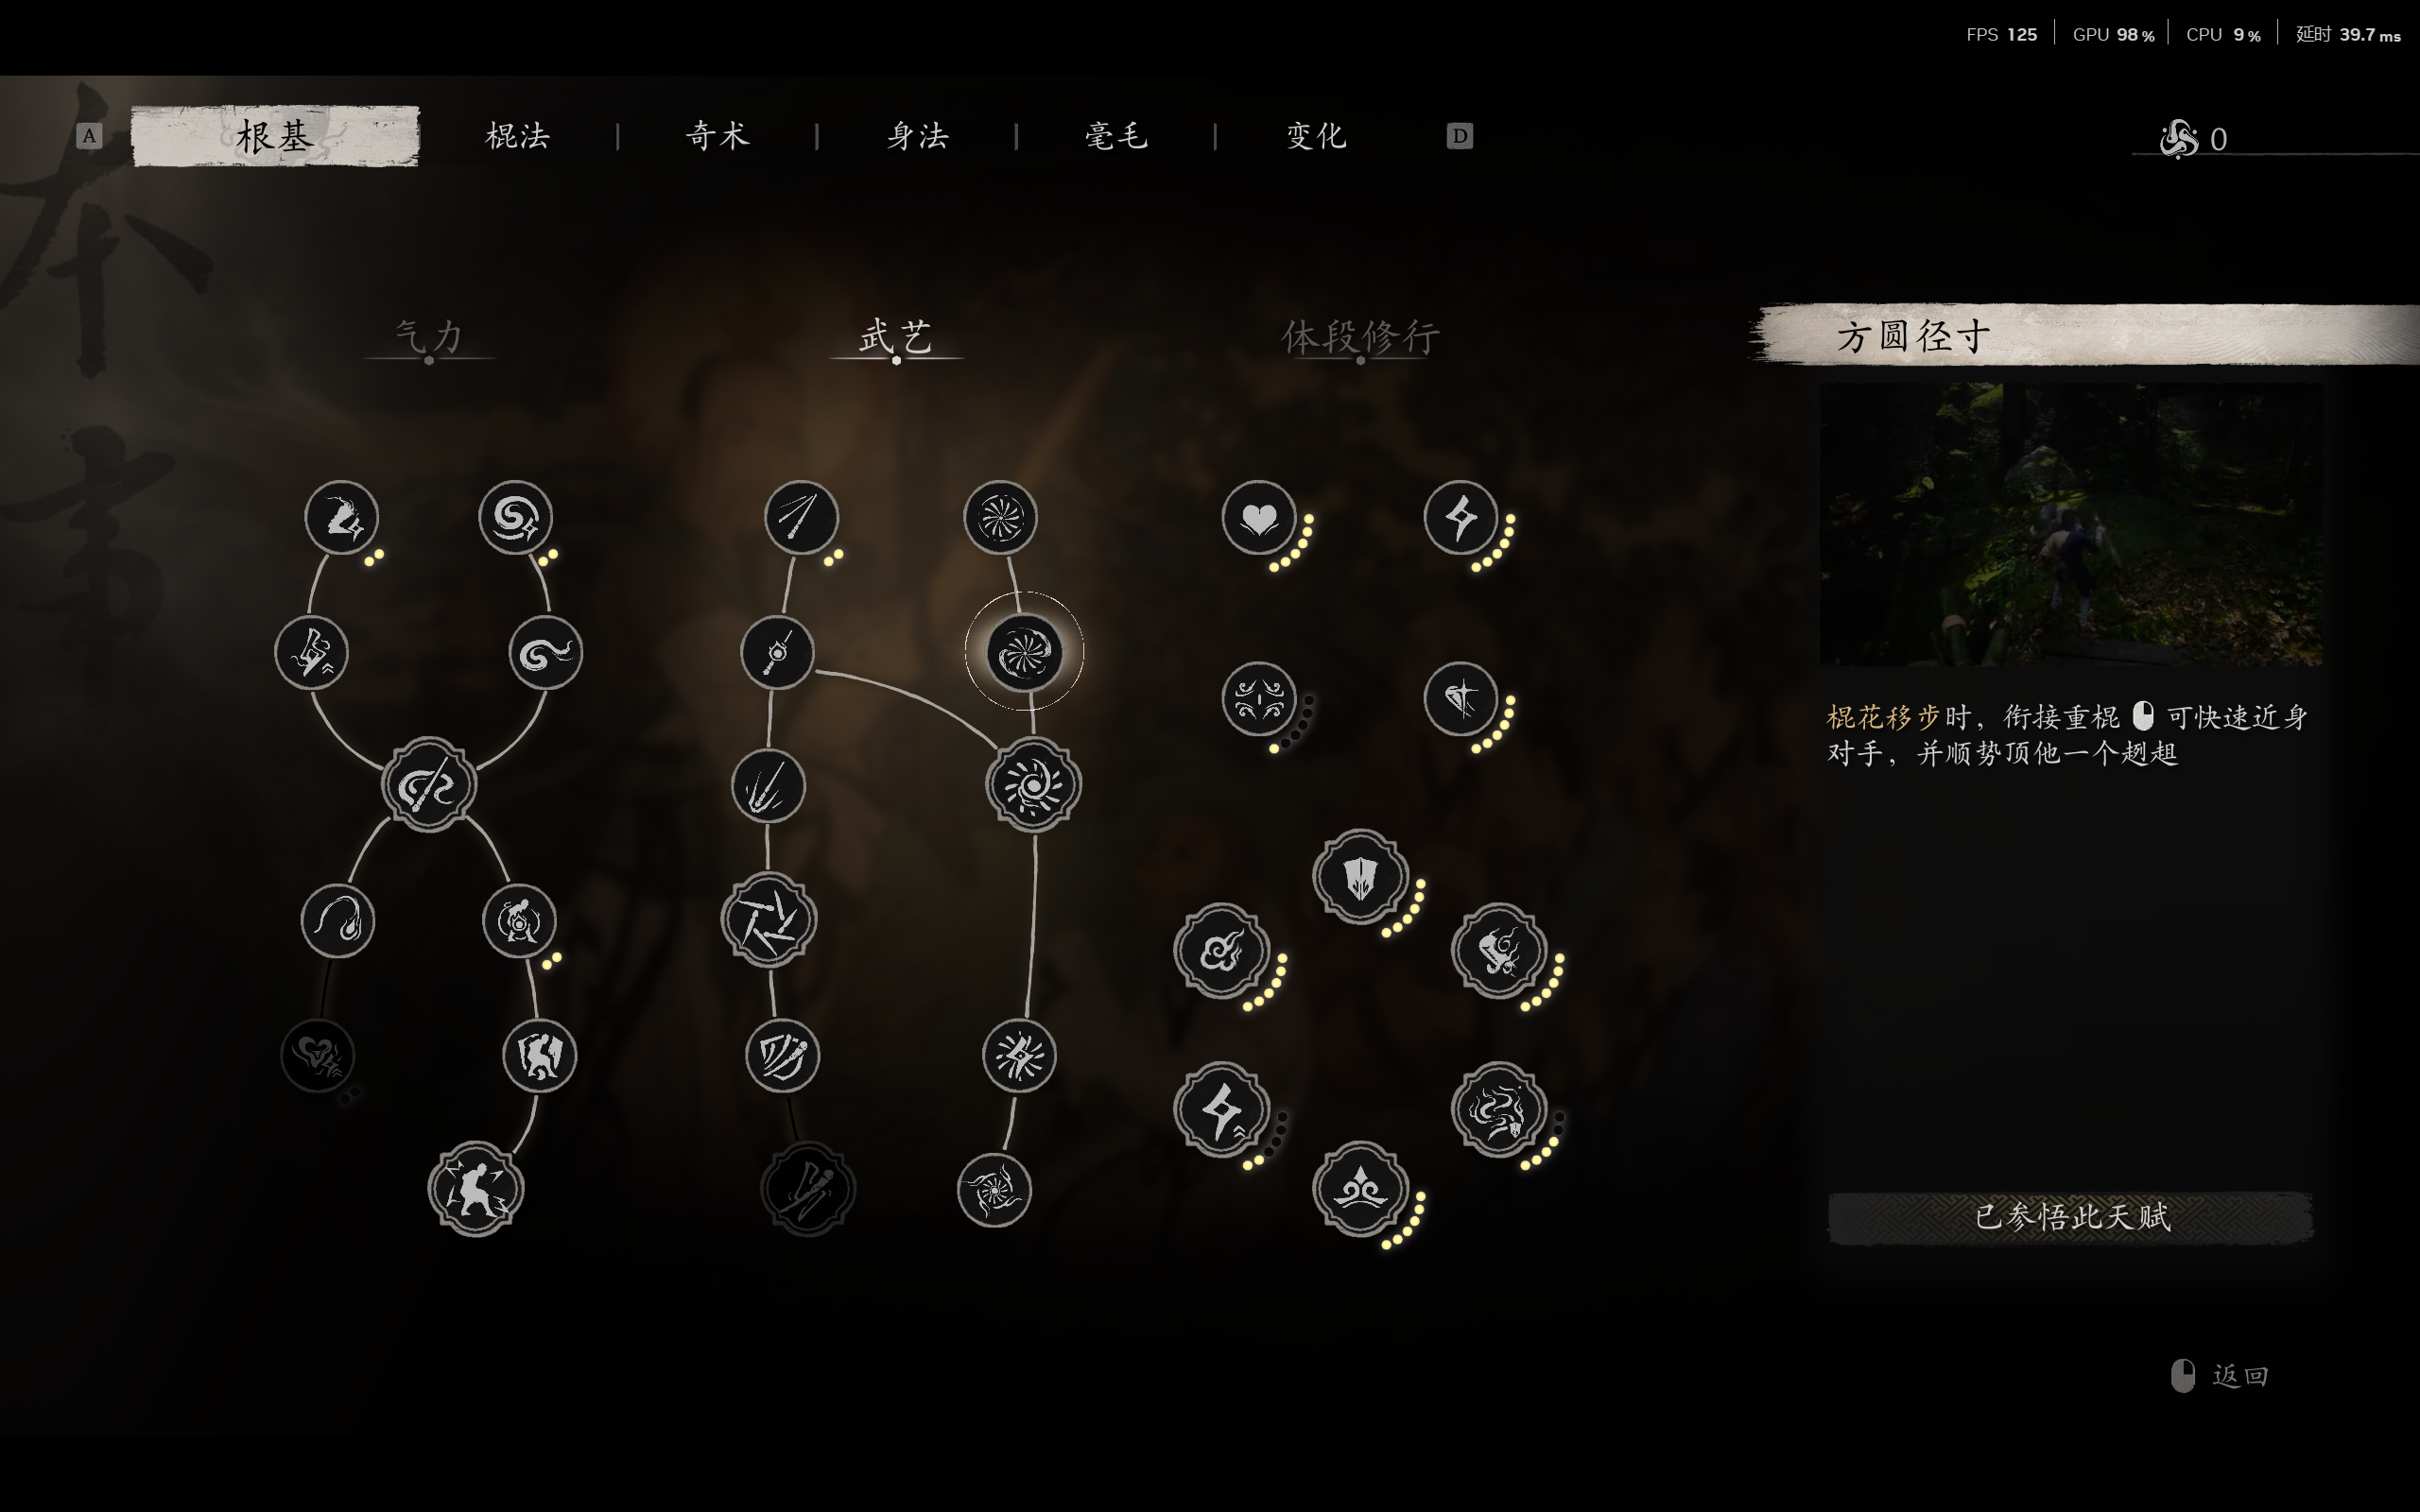 FPS 125 GPU 98% CPU 9% 延时 39.7 ms
A 根基 棍法 奇术 身法 毫毛 变化 D 0
气力 武艺 体段修行
方圆径寸
棍花移步时，衔接重棍 可快速近身
对手，并顺势顶他一个趔趄
已参悟此天赋
返回